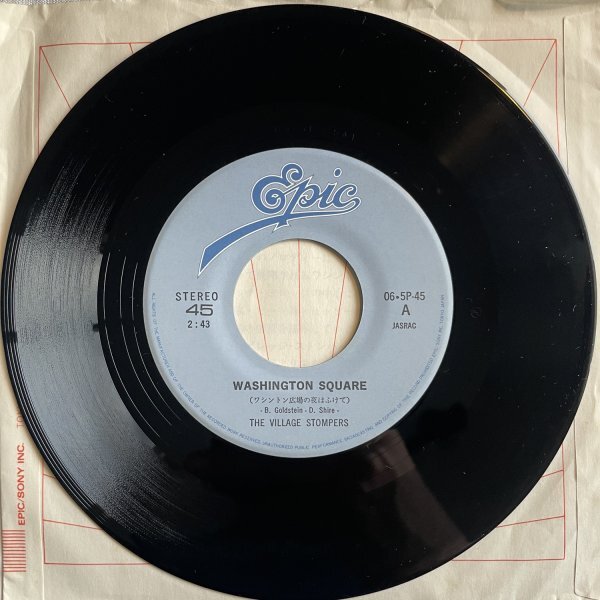 Epic
STEREO
45
2:43
06・5P-45
A
JASRAC
WASHINGTON SQUARE
(ワシントン広場の夜はふけて)
- B. Goldstein - D. Shire -
THE VILLAGE STOMPERS
EPIC/SONY INC.